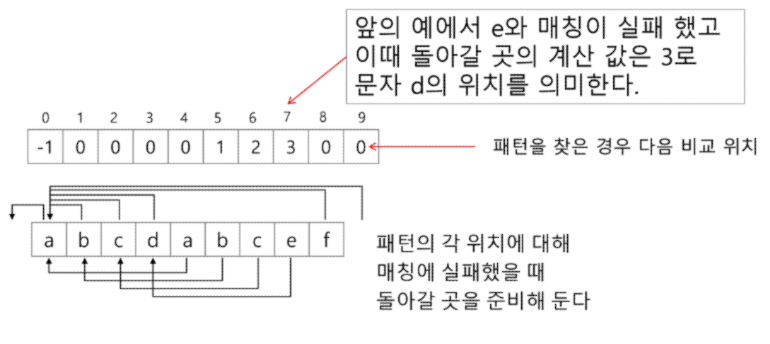 앞의 예에서 e와 매칭이 실패 했고
이때 돌아갈 곳의 계산 값은 3로
문자 d의 위치를 의미한다.
0 1 2 3 4 5 6 7 8 9
-1 0 0 0 0 1 2 3 0 0
패턴을 찾은 경우 다음 비교 위치
a b c d a b c e f
패턴의 각 위치에 대해
매칭에 실패했을 때
돌아갈 곳을 준비해 둔다